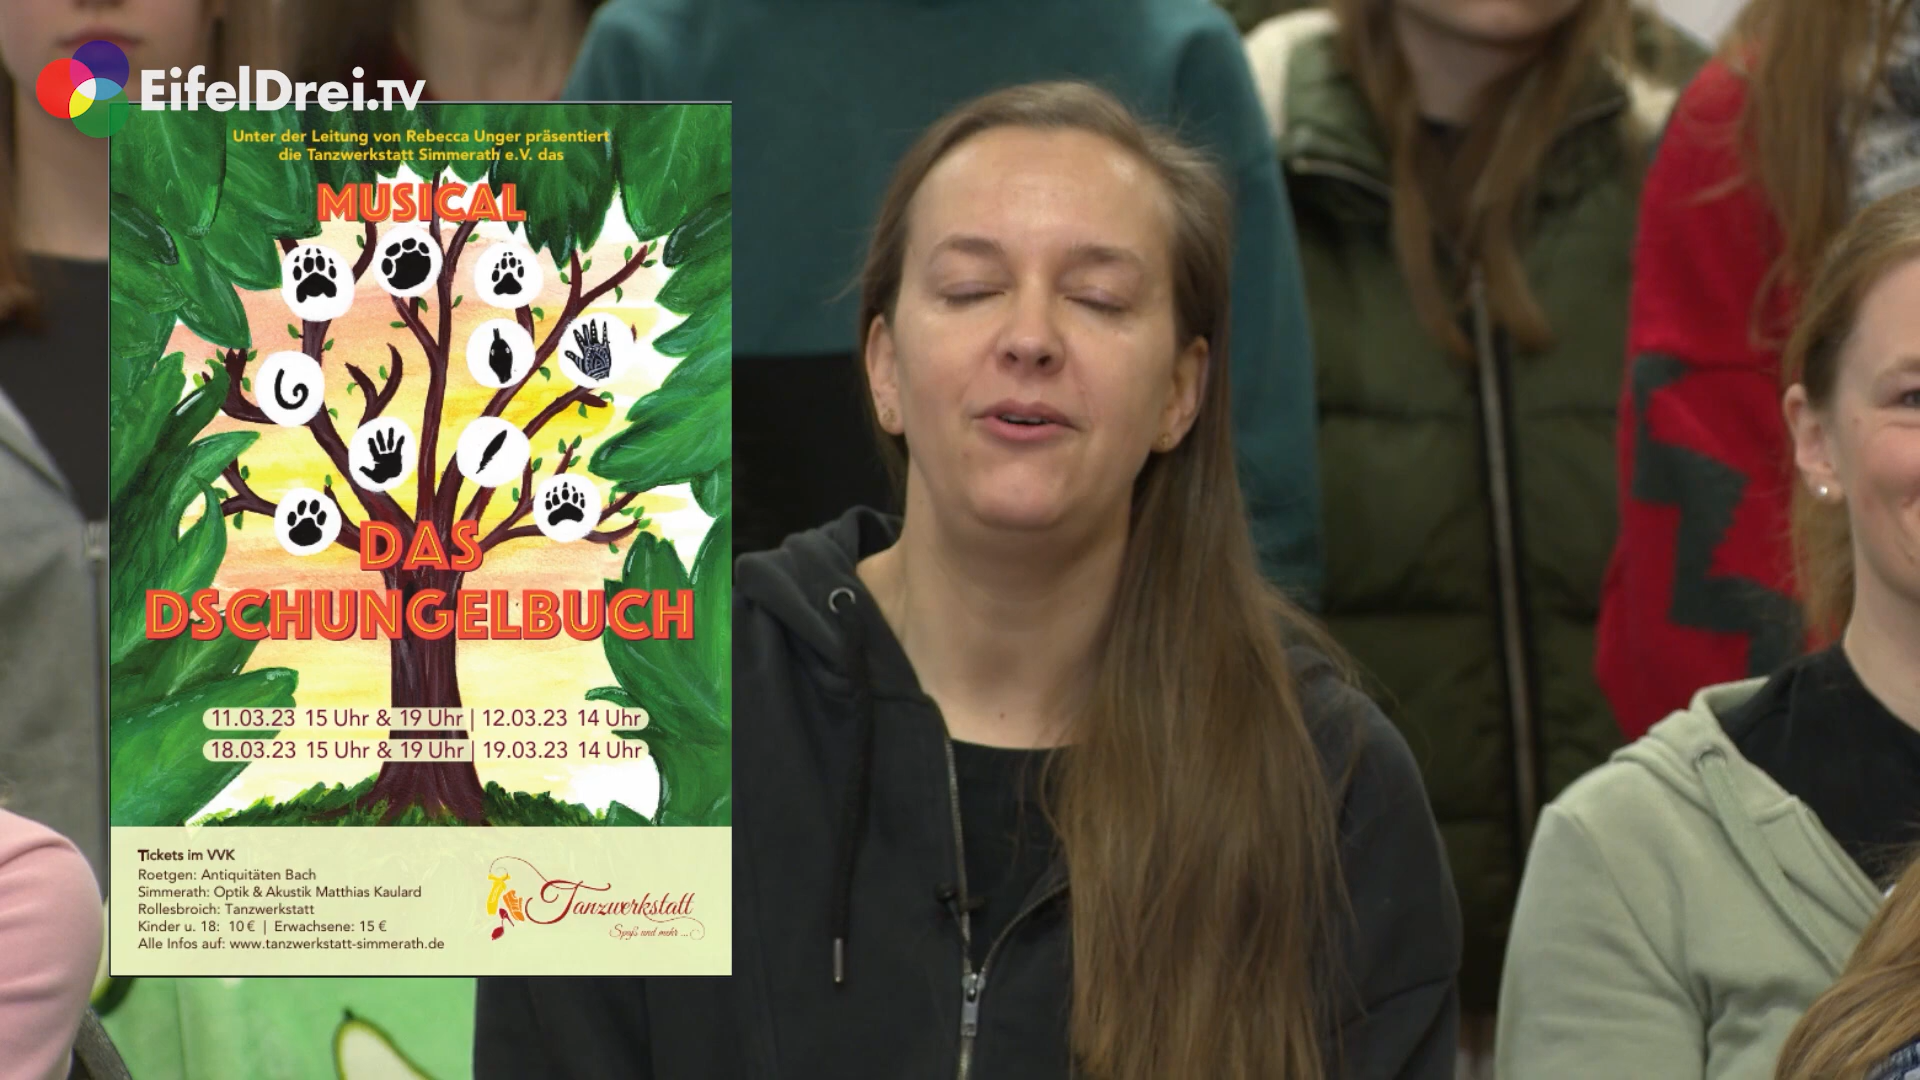 EifelDrei.tv
Unter der Leitung von Rebecca Unger präsentiert
die Tanzwerkstatt Simmerath e.V. das
MUSICAL
DAS
DSCHUNGELBUCH
11.03.23 15 Uhr & 19 Uhr | 12.03.23 14 Uhr
18.03.23 15 Uhr & 19 Uhr | 19.03.23 14 Uhr
Tickets im VVK
Roetgen: Antiquitäten Bach
Simmerath: Optik & Akustik Matthias Kaulard
Rollesbroich: Tanzwerkstatt
Kinder u. 18: 10 € | Erwachsene: 15 €
Alle Infos auf: www.tanzwerkstatt-simmerath.de
Tanzwerkstatt
Spaß und mehr ...